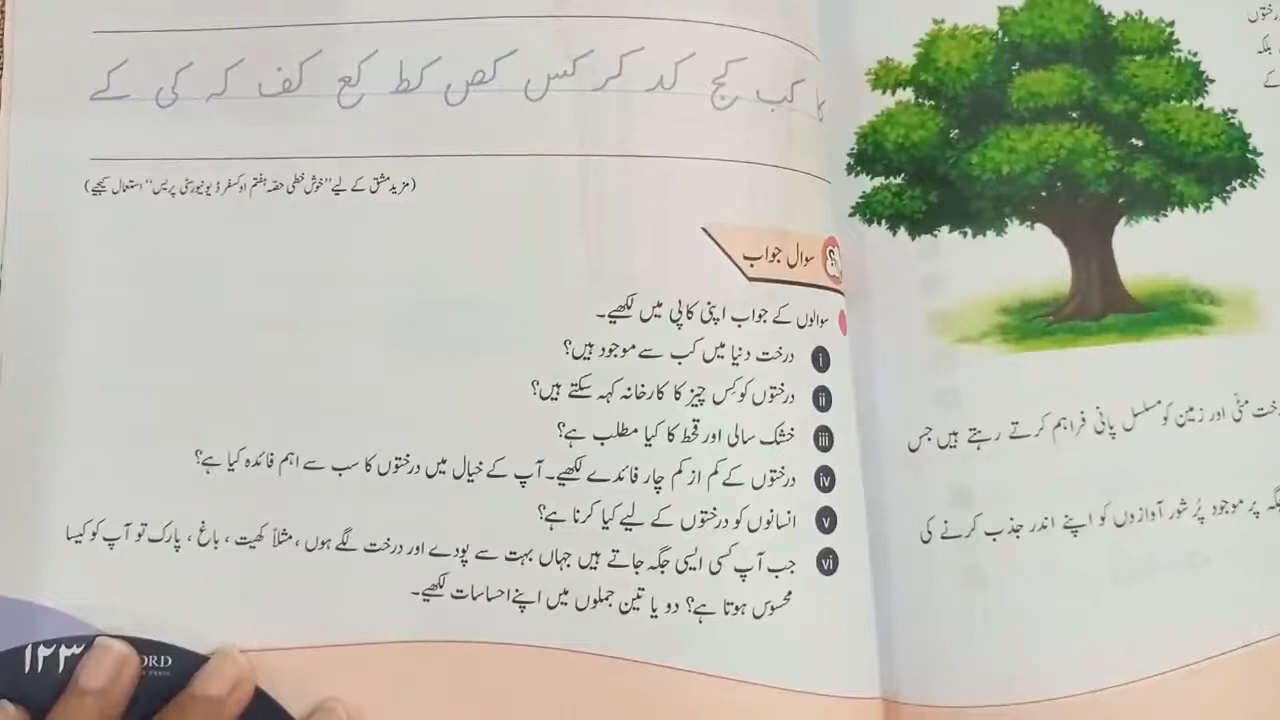 کا کب کج کد کر کس کص کط کع کف کہ کی کے
(مزید مشق کے لیے "خوش خطی حصّہ ہفتم اوکسفرڈ یونیورسٹی پریس" استعمال کیجیے)
سوال جواب
سوالوں کے جواب اپنی کاپی میں لکھیے۔
i درخت دنیا میں کب سے موجود ہیں؟
ii درختوں کو کِس چیز کا کارخانہ کہہ سکتے ہیں؟
iii خشک سالی اور قحط کا کیا مطلب ہے؟
iv درختوں کے کم از کم چار فائدے لکھیے۔ آپ کے خیال میں درختوں کا سب سے اہم فائدہ کیا ہے؟
v انسانوں کو درختوں کے لیے کیا کرنا ہے؟
vi جب آپ کسی ایسی جگہ جاتے ہیں جہاں بہت سے پودے اور درخت لگے ہوں، مثلاً کھیت، باغ، پارک تو آپ کو کیسا
محسوس ہوتا ہے؟ دو یا تین جملوں میں اپنے احساسات لکھیے۔
۱۲۳
بلکہ
کے
مٹّی اور زمین کو مسلسل پانی فراہم کرتے رہتے ہیں جس
پر موجود پُر شور آوازوں کو اپنے اندر جذب کرنے کی